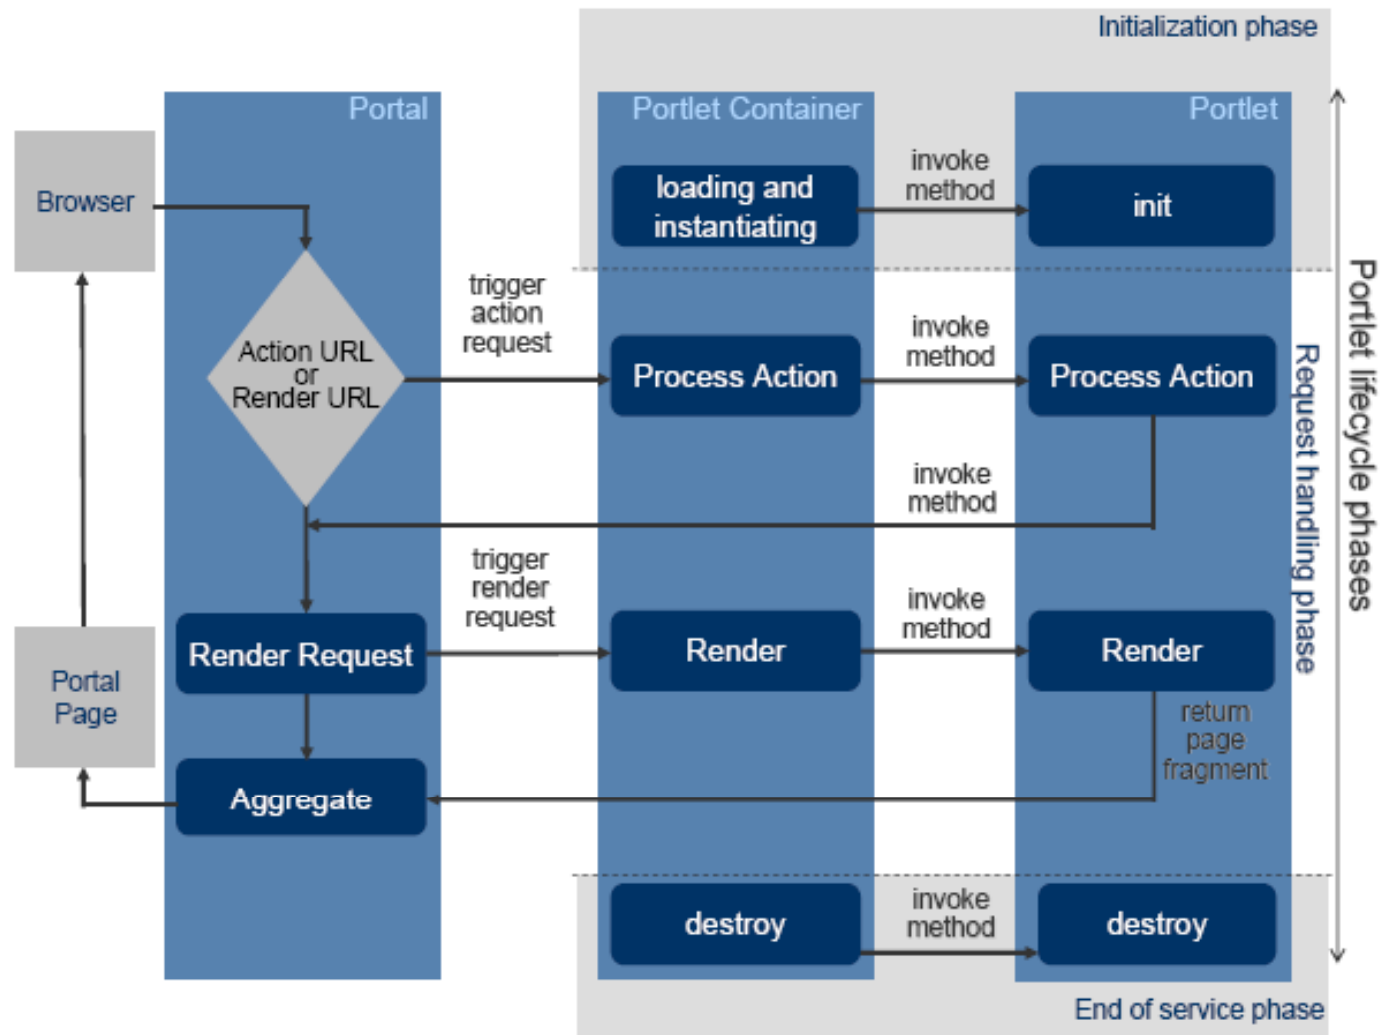 Initialization phase
Portal
Portlet Container
Portlet
Browser
loading and
instantiating
invoke
method
init
trigger
action
request
Action URL
or
Render URL
Process Action
invoke
method
Process Action
invoke
method
trigger
render
request
Render Request
Render
invoke
method
Render
return
page
fragment
Portal
Page
Aggregate
destroy
invoke
method
destroy
End of service phase
Request handling phase
Portlet lifecycle phases